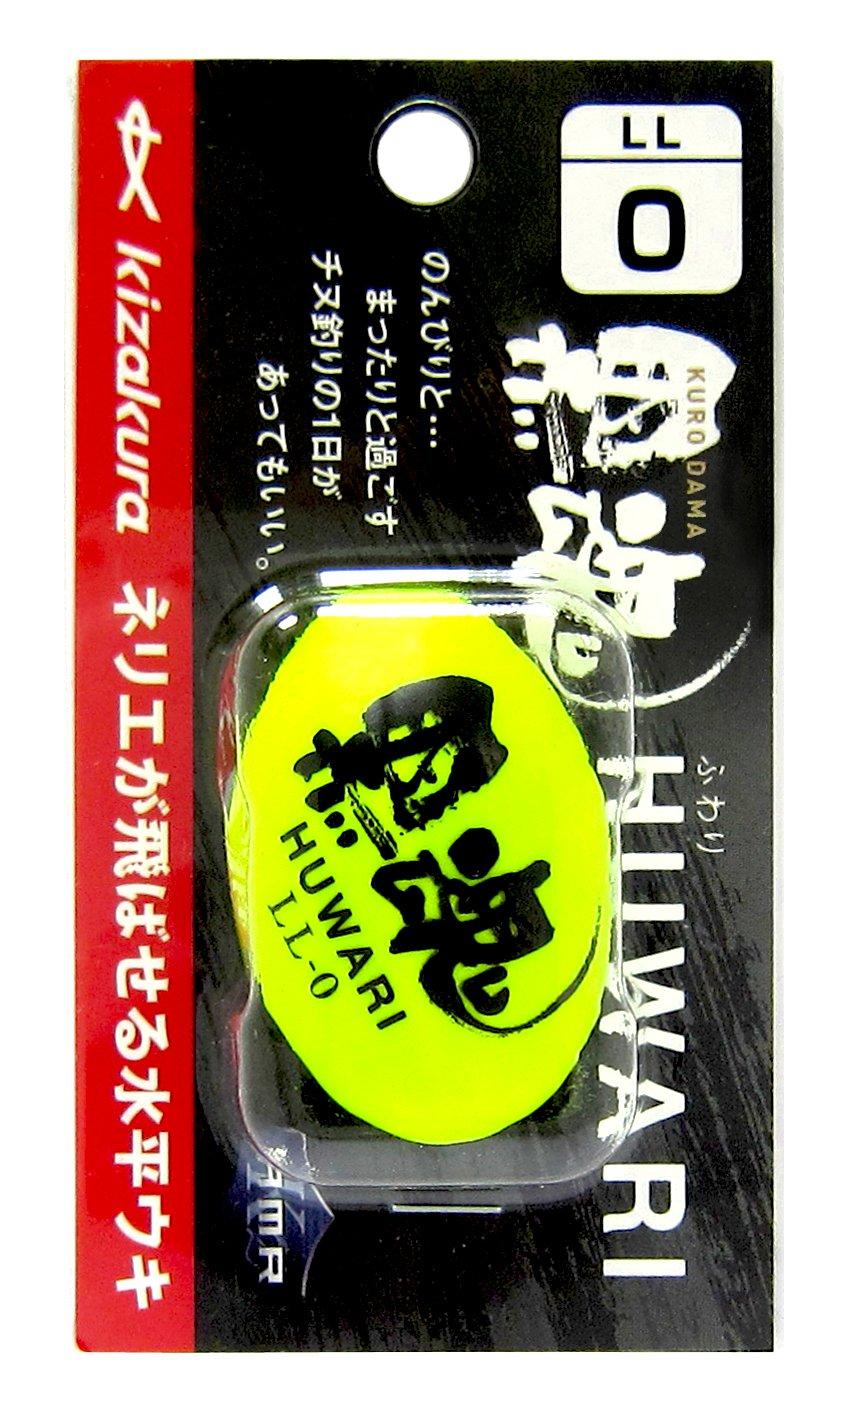 LL
0
KURODAMA
黒魂
ふわり
HUWARI
のんびりと…
まったりと過ごす
チヌ釣りの1日が
あってもいい。
黒魂
HUWARI
LL-0
kizakura ネリエが飛ばせる水平ウキ